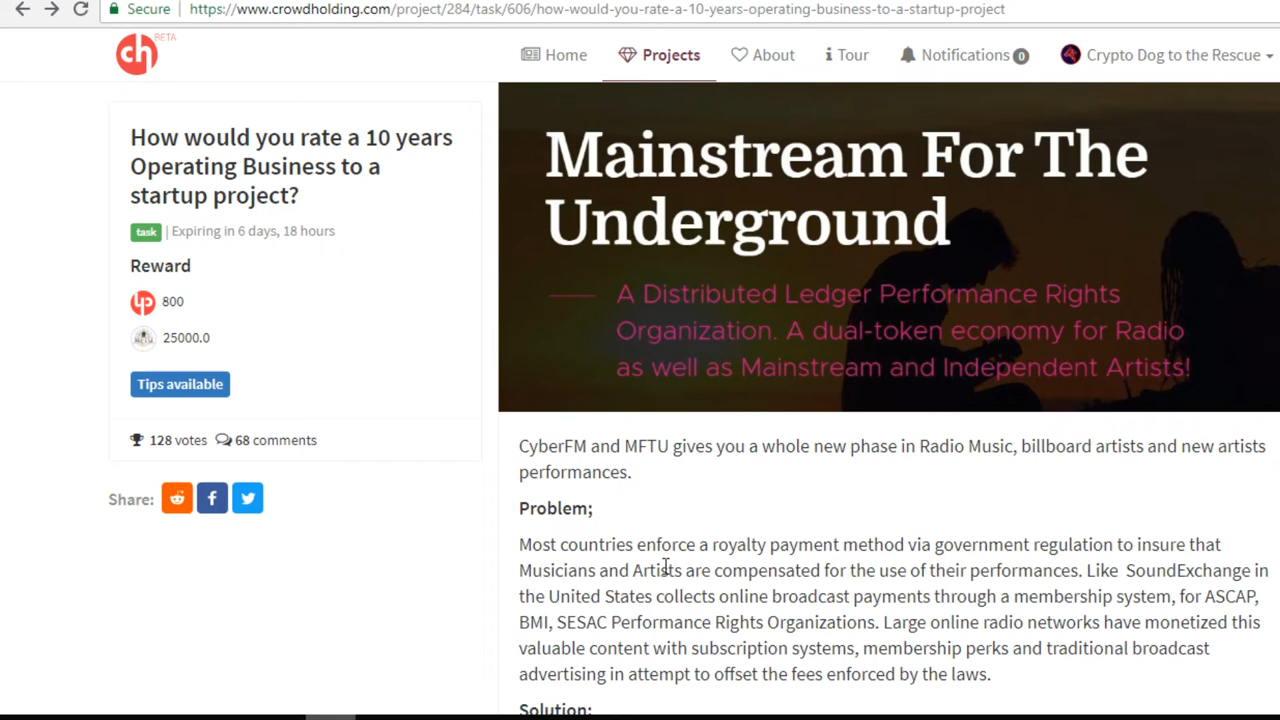 Secure https://www.crowdholding.com/project/284/task/606/how-would-you-rate-a-10-years-operating-business-to-a-startup-project
ch BETA
Home Projects About Tour Notifications 0 Crypto Dog to the Rescue
How would you rate a 10 years
Operating Business to a
startup project?
task | Expiring in 6 days, 18 hours
Reward
800
25000.0
Tips available
128 votes 68 comments
Share:
Mainstream For The
Underground
A Distributed Ledger Performance Rights
Organization. A dual-token economy for Radio
as well as Mainstream and Independent Artists!
CyberFM and MFTU gives you a whole new phase in Radio Music, billboard artists and new artists
performances.
Problem;
Most countries enforce a royalty payment method via government regulation to insure that
Musicians and Artists are compensated for the use of their performances. Like SoundExchange in
the United States collects online broadcast payments through a membership system, for ASCAP,
BMI, SESAC Performance Rights Organizations. Large online radio networks have monetized this
valuable content with subscription systems, membership perks and traditional broadcast
advertising in attempt to offset the fees enforced by the laws.
Solution: